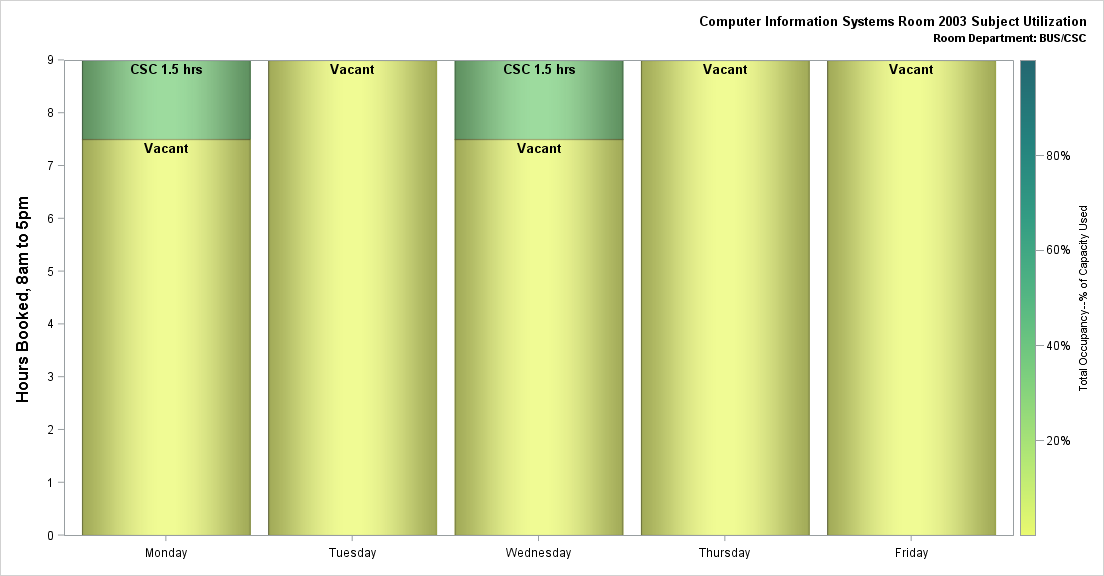 Computer Information Systems Room 2003 Subject Utilization
Room Department: BUS/CSC
Hours Booked, 8am to 5pm
9
8
7
6
5
4
3
2
1
0
CSC 1.5 hrs
Vacant
Vacant
CSC 1.5 hrs
Vacant
Vacant
Vacant
Monday
Tuesday
Wednesday
Thursday
Friday
80%
60%
40%
20%
Total Occupancy--% of Capacity Used